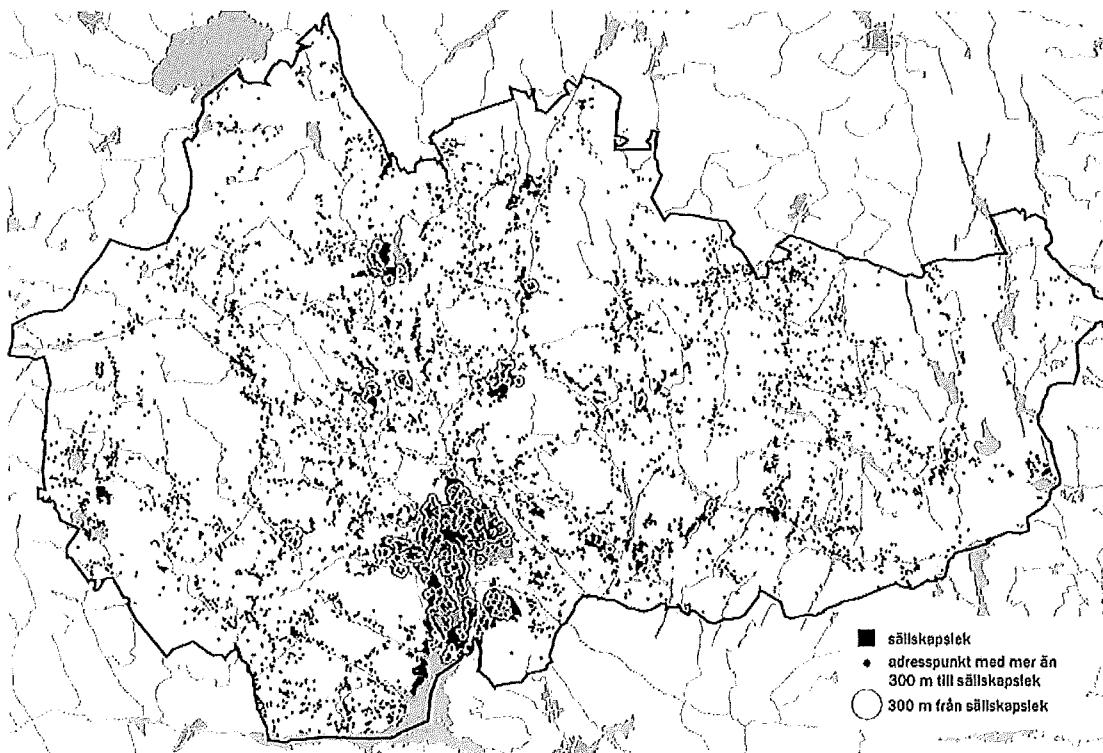 sällskapslek
adresspunkt med mer än
300 m till sällskapslek
300 m från sällskapslek